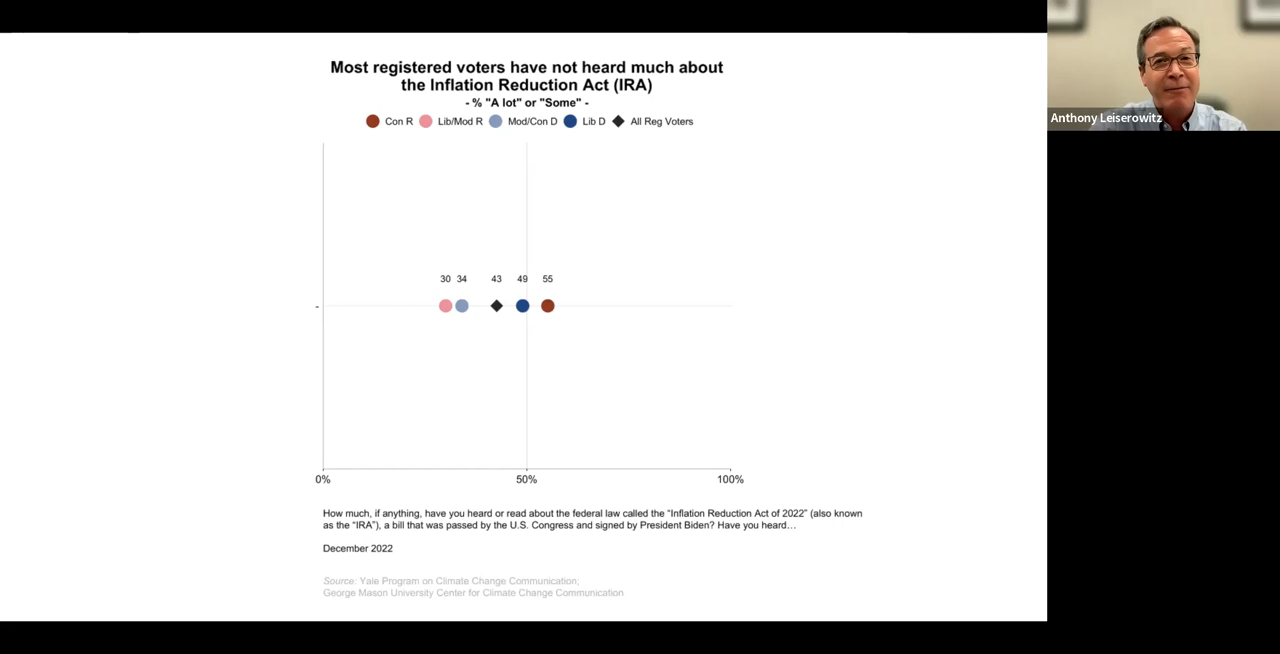 Most registered voters have not heard much about
the Inflation Reduction Act (IRA)
- % "A lot" or "Some" -
Con R Lib/Mod R Mod/Con D Lib D All Reg Voters
30 34 43 49 55
-
0% 50% 100%
How much, if anything, have you heard or read about the federal law called the “Inflation Reduction Act of 2022” (also known
as the “IRA”), a bill that was passed by the U.S. Congress and signed by President Biden? Have you heard…
December 2022
Source: Yale Program on Climate Change Communication;
George Mason University Center for Climate Change Communication
Anthony Leiserowitz